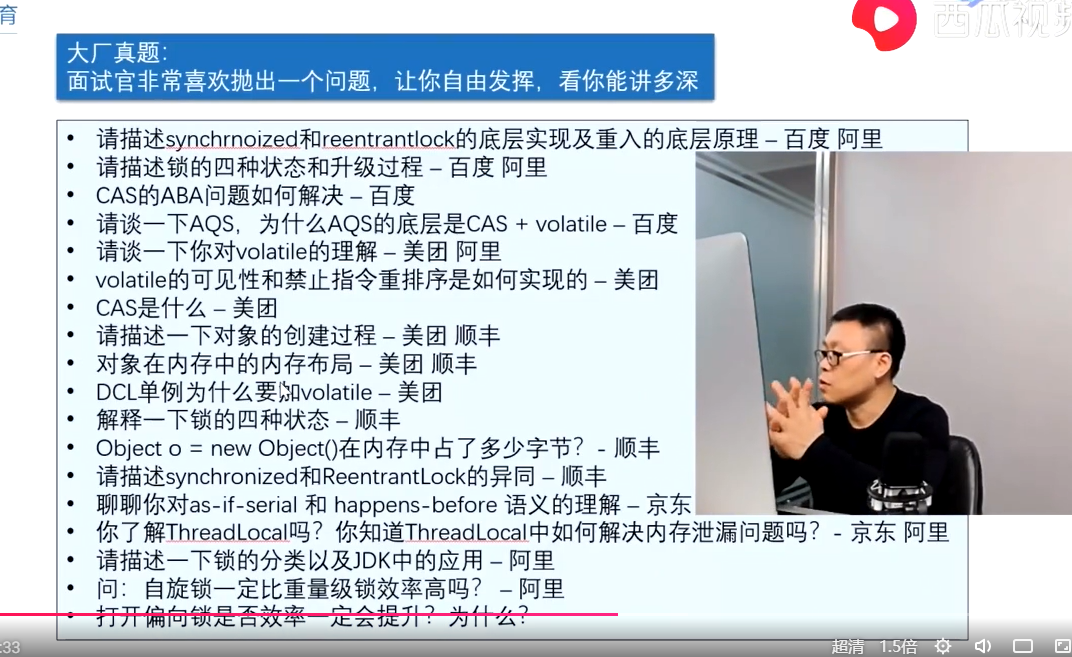 育
西瓜视频
大厂真题：
面试官非常喜欢抛出一个问题，让你自由发挥，看你能讲多深
• 请描述synchrnoized和reentrantlock的底层实现及重入的底层原理 – 百度 阿里
• 请描述锁的四种状态和升级过程 – 百度 阿里
• CAS的ABA问题如何解决 – 百度
• 请谈一下AQS，为什么AQS的底层是CAS + volatile – 百度
• 请谈一下你对volatile的理解 – 美团 阿里
• volatile的可见性和禁止指令重排序是如何实现的 – 美团
• CAS是什么 – 美团
• 请描述一下对象的创建过程 – 美团 顺丰
• 对象在内存中的内存布局 – 美团 顺丰
• DCL单例为什么要加volatile – 美团
• 解释一下锁的四种状态 – 顺丰
• Object o = new Object()在内存中占了多少字节？- 顺丰
• 请描述synchronized和ReentrantLock的异同 – 顺丰
• 聊聊你对as-if-serial 和 happens-before 语义的理解 – 京东
• 你了解ThreadLocal吗？你知道ThreadLocal中如何解决内存泄漏问题吗？- 京东 阿里
• 请描述一下锁的分类以及JDK中的应用 – 阿里
• 问：自旋锁一定比重量级锁效率高吗？ – 阿里
• 打开偏向锁是否效率一定会提升？为什么？
:33
超清 1.5倍